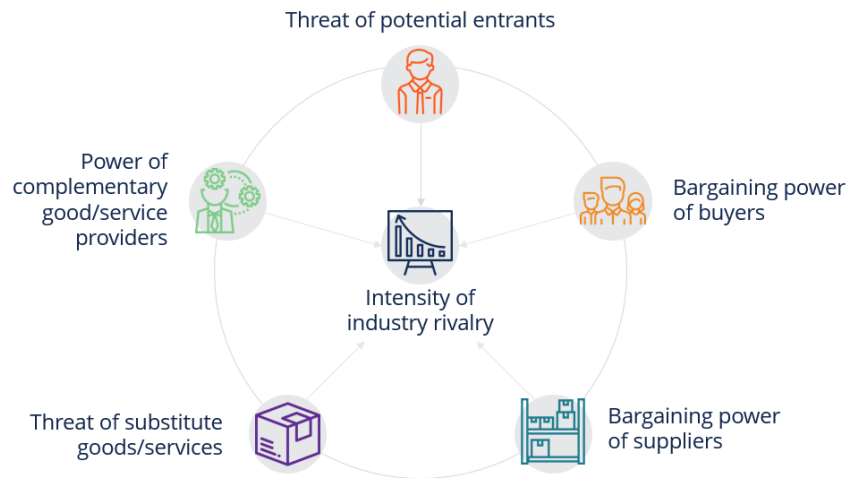 Threat of potential entrants
Power of
complementary
good/service
providers
Bargaining power
of buyers
Intensity of
industry rivalry
Threat of substitute
goods/services
Bargaining power
of suppliers